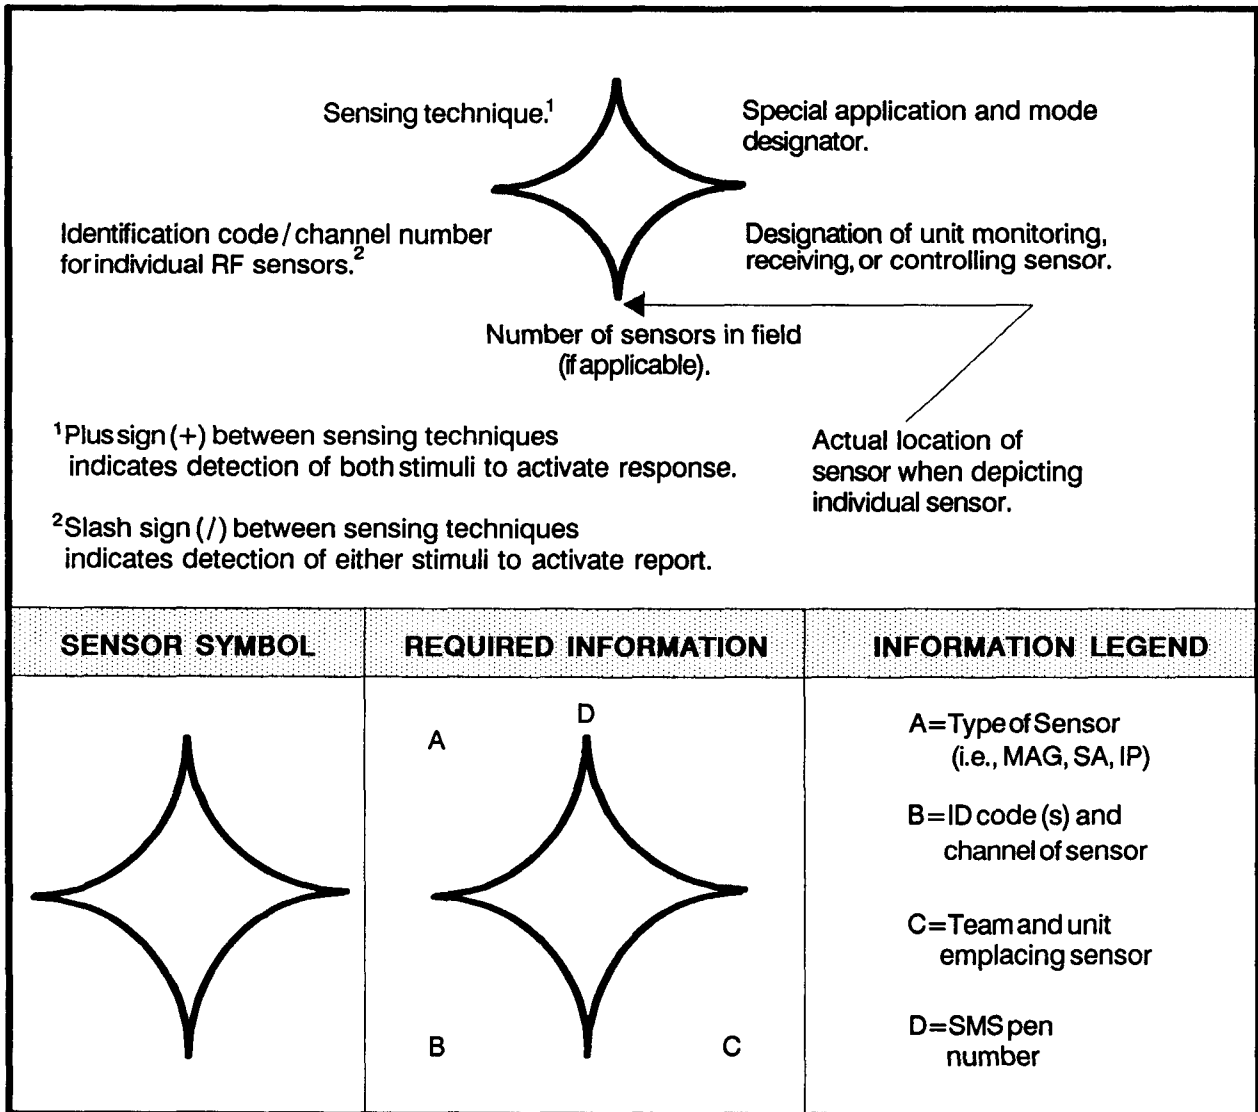 Sensing technique.¹
Special application and mode
designator.
Identification code / channel number
for individual RF sensors.²
Designation of unit monitoring,
receiving, or controlling sensor.
Number of sensors in field
(if applicable).
¹Plus sign (+) between sensing techniques
indicates detection of both stimuli to activate response.
Actual location of
sensor when depicting
individual sensor.
²Slash sign (/) between sensing techniques
indicates detection of either stimuli to activate report.
SENSOR SYMBOL
REQUIRED INFORMATION
INFORMATION LEGEND
A
D
B
C
A=Type of Sensor
(i.e., MAG, SA, IP)
B=ID code (s) and
channel of sensor
C=Team and unit
emplacing sensor
D=SMS pen
number